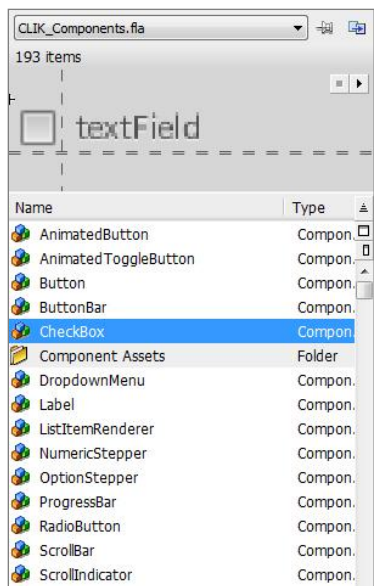 CLIK_Components.fla
193 items
textField
Name Type
AnimatedButton Compon.
AnimatedToggleButton Compon.
Button Compon.
ButtonBar Compon.
CheckBox Compon.
Component Assets Folder
DropdownMenu Compon.
Label Compon.
ListItemRenderer Compon.
NumericStepper Compon.
OptionStepper Compon.
ProgressBar Compon.
RadioButton Compon.
ScrollBar Compon.
ScrollIndicator Compon.